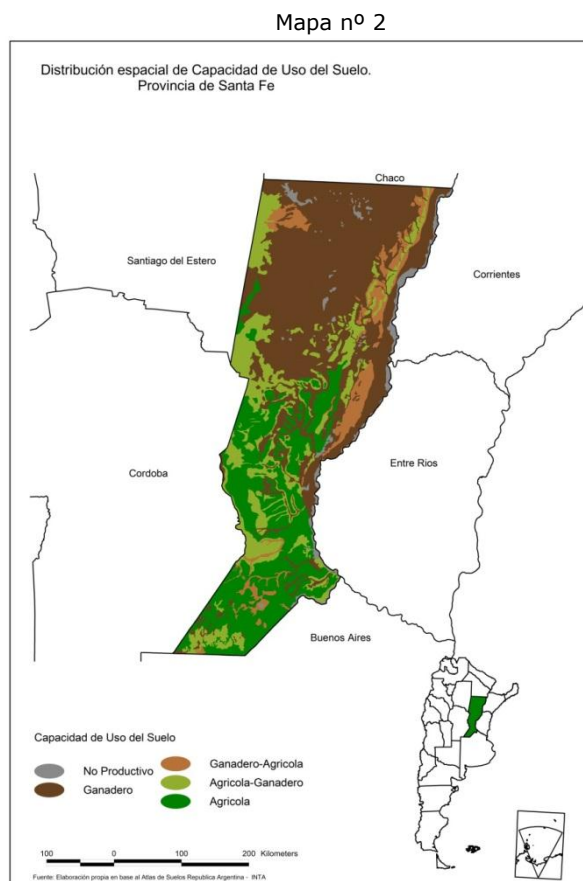 Mapa nº 2
Distribución espacial de Capacidad de Uso del Suelo.
Provincia de Santa Fe
Chaco
Santiago del Estero
Corrientes
Cordoba
Entre Rios
Buenos Aires
Capacidad de Uso del Suelo
No Productivo
Ganadero
Ganadero-Agricola
Agricola-Ganadero
Agricola
100 0 100 200 Kilometers
Fuente: Elaboración propia en base al Atlas de Suelos Republica Argentina - INTA